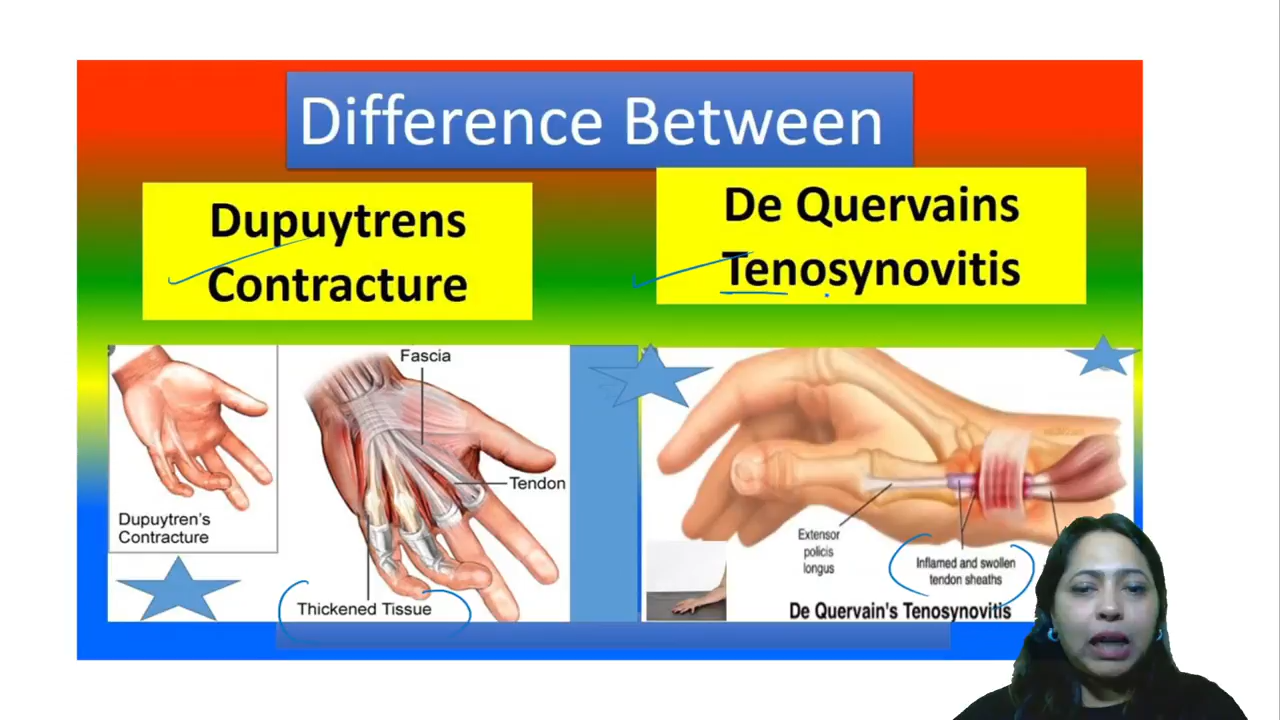 Difference Between
Dupuytrens
Contracture
De Quervains
Tenosynovitis
Fascia
Tendon
Dupuytren's
Contracture
Thickened Tissue
Extensor
policis
longus
Inflamed and swollen
tendon sheaths
De Quervain's Tenosynovitis